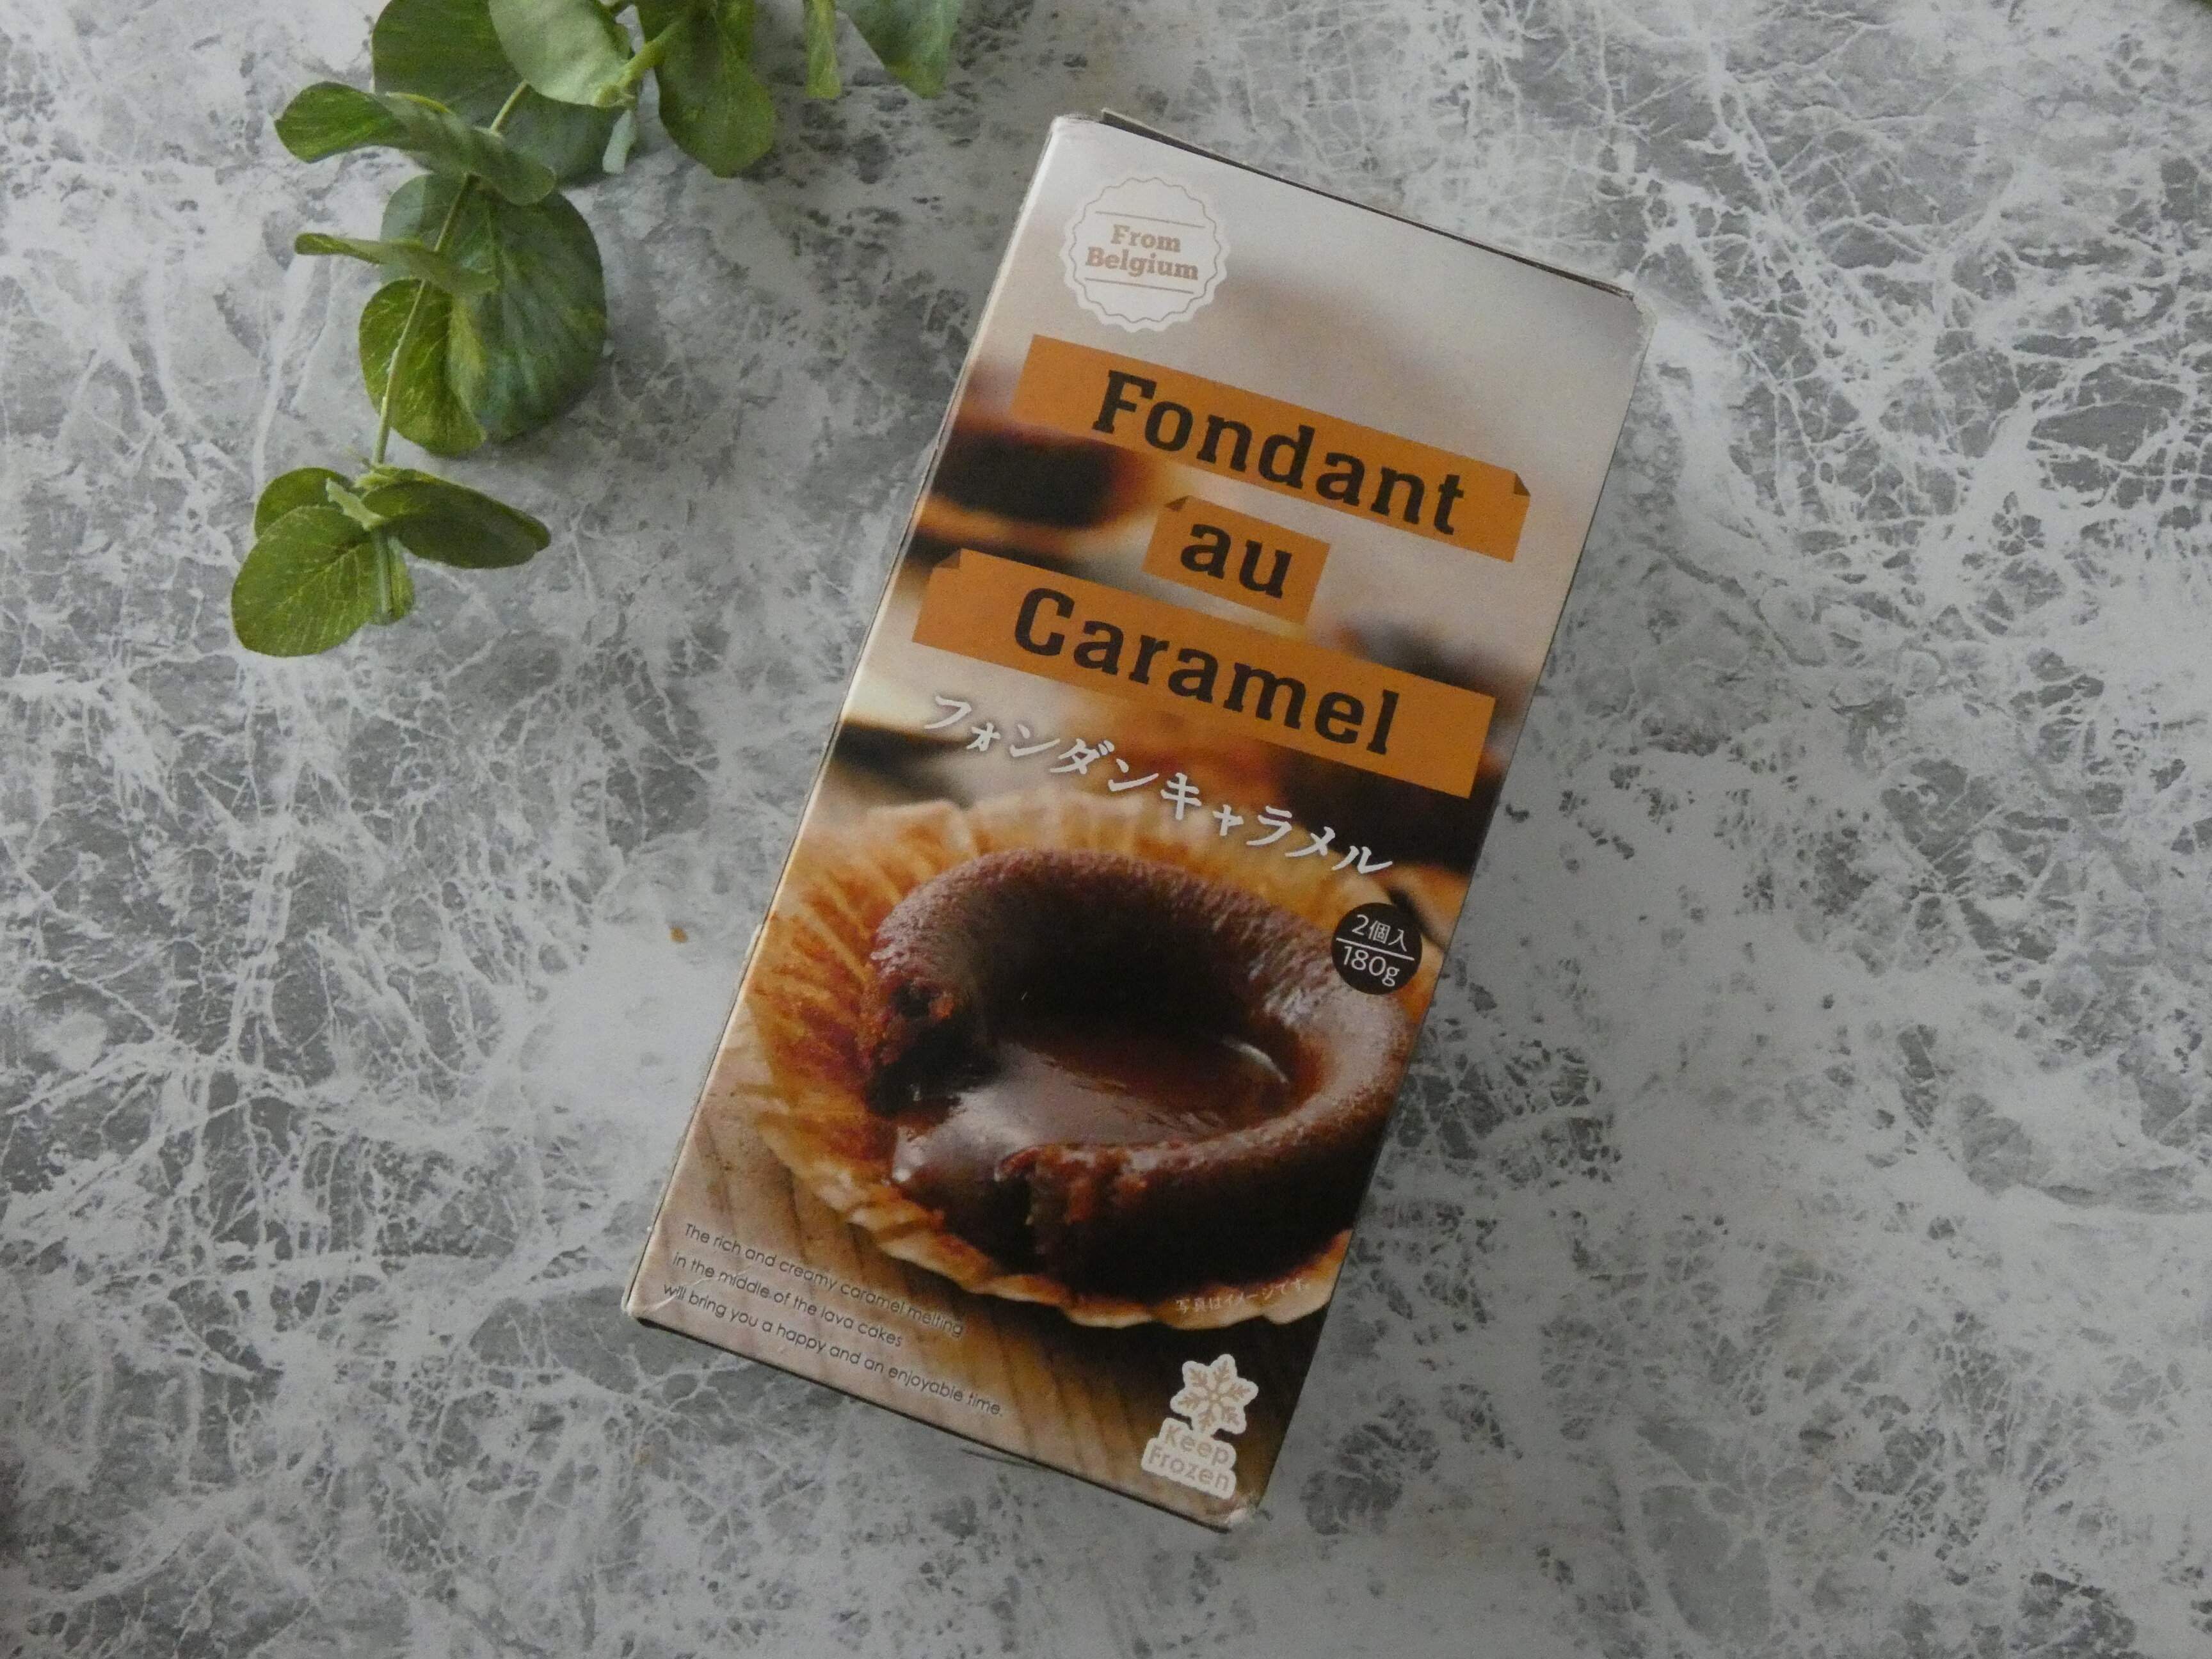 From
Belgium
Fondant
au
Caramel
フォンダンキャラメル
2個入
180g
The rich and creamy caramel melting
in the middle of the lava cakes
will bring you a happy and an enjoyable time.
写真はイメージです。
Keep
Frozen